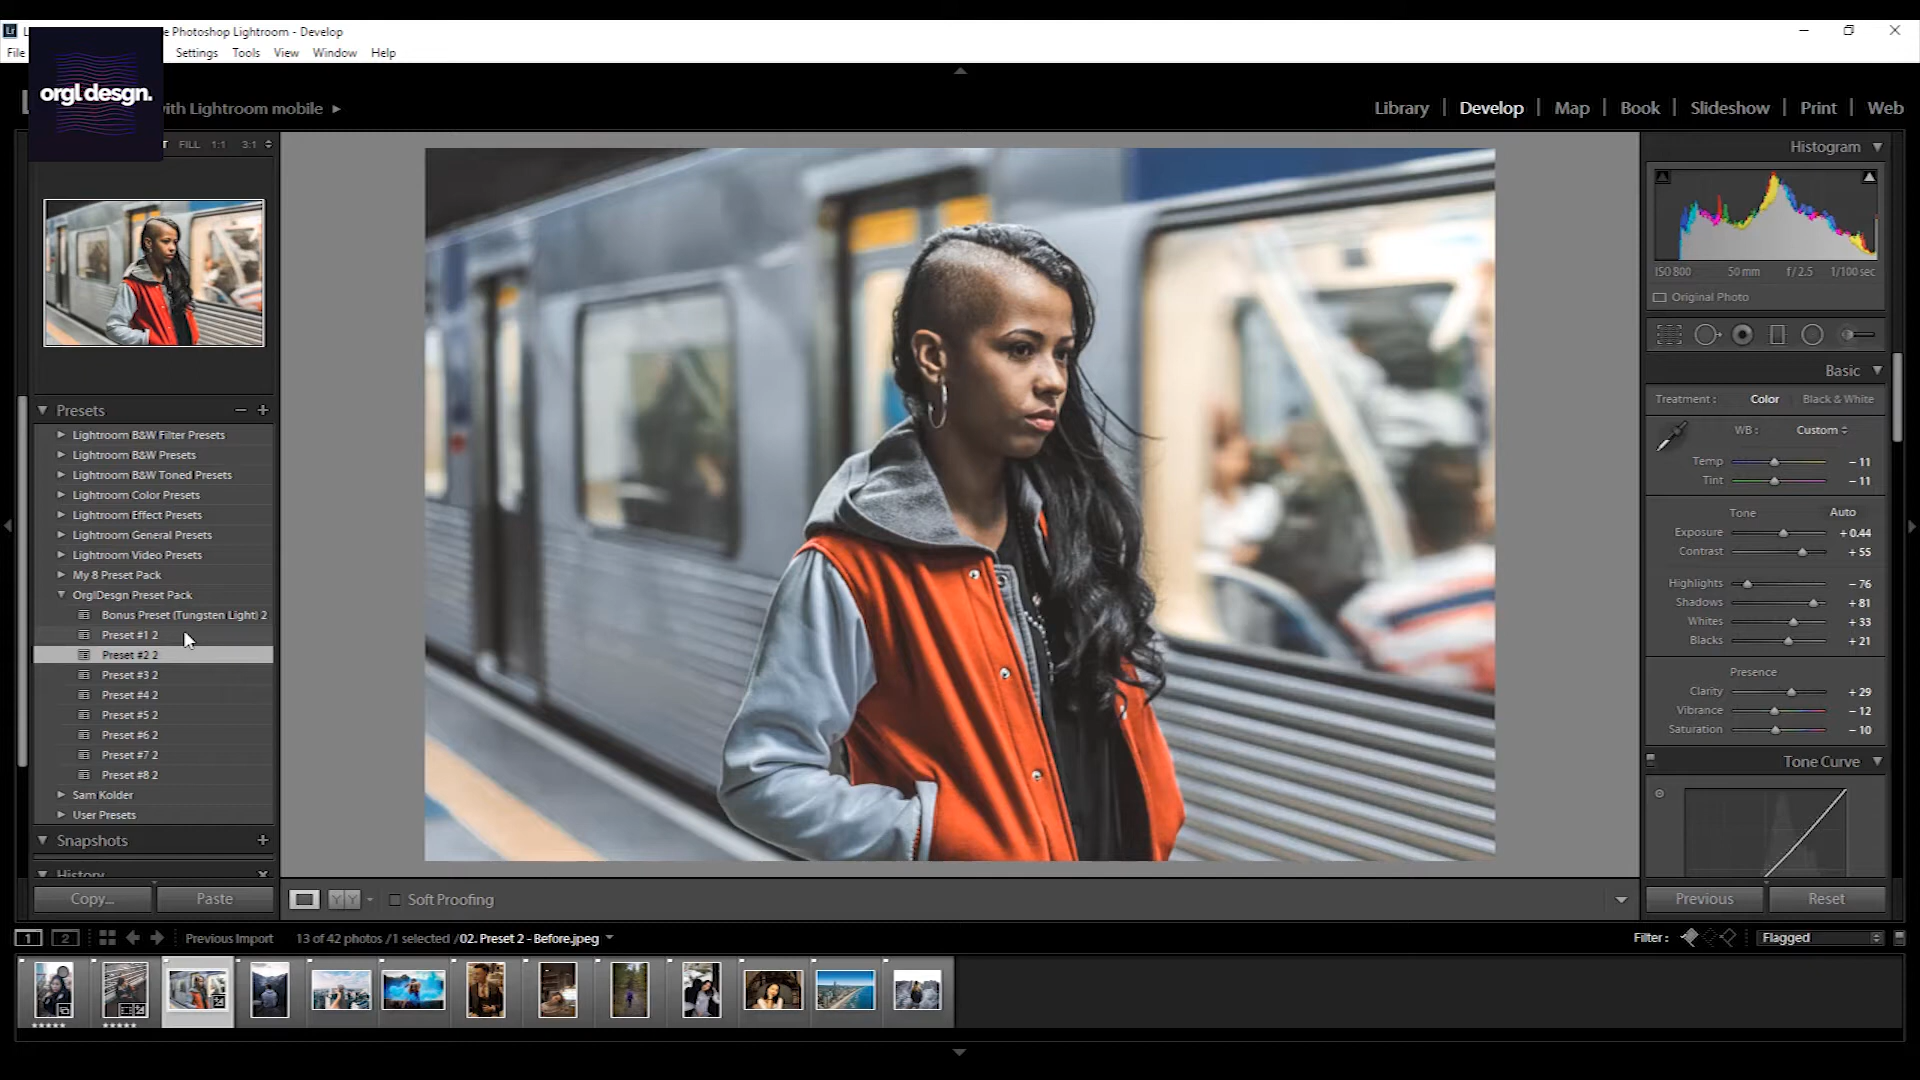 Lr L e Photoshop Lightroom - Develop
File Settings Tools View Window Help
orgl desgn.
with Lightroom mobile
Library | Develop | Map | Book | Slideshow | Print | Web
FILL 1:1 3:1
Histogram
ISO 800 50 mm f/2.5 1/100 sec
Original Photo
Basic
Treatment : Color Black & White
WB : Custom
Temp - 11
Tint - 11
Tone Auto
Exposure + 0.44
Contrast + 55
Highlights - 76
Shadows + 81
Whites + 33
Blacks + 21
Presence
Clarity + 29
Vibrance - 12
Saturation - 10
Tone Curve
Previous Reset
Presets - +
Lightroom B&W Filter Presets
Lightroom B&W Presets
Lightroom B&W Toned Presets
Lightroom Color Presets
Lightroom Effect Presets
Lightroom General Presets
Lightroom Video Presets
My 8 Preset Pack
OrglDesgn Preset Pack
Bonus Preset (Tungsten Light) 2
Preset #1 2
Preset #2 2
Preset #3 2
Preset #4 2
Preset #5 2
Preset #6 2
Preset #7 2
Preset #8 2
Sam Kolder
User Presets
Snapshots +
History
Copy... Paste
Y Y Soft Proofing
1 2 Previous Import 13 of 42 photos /1 selected /02. Preset 2 - Before.jpeg
Filter : Flagged